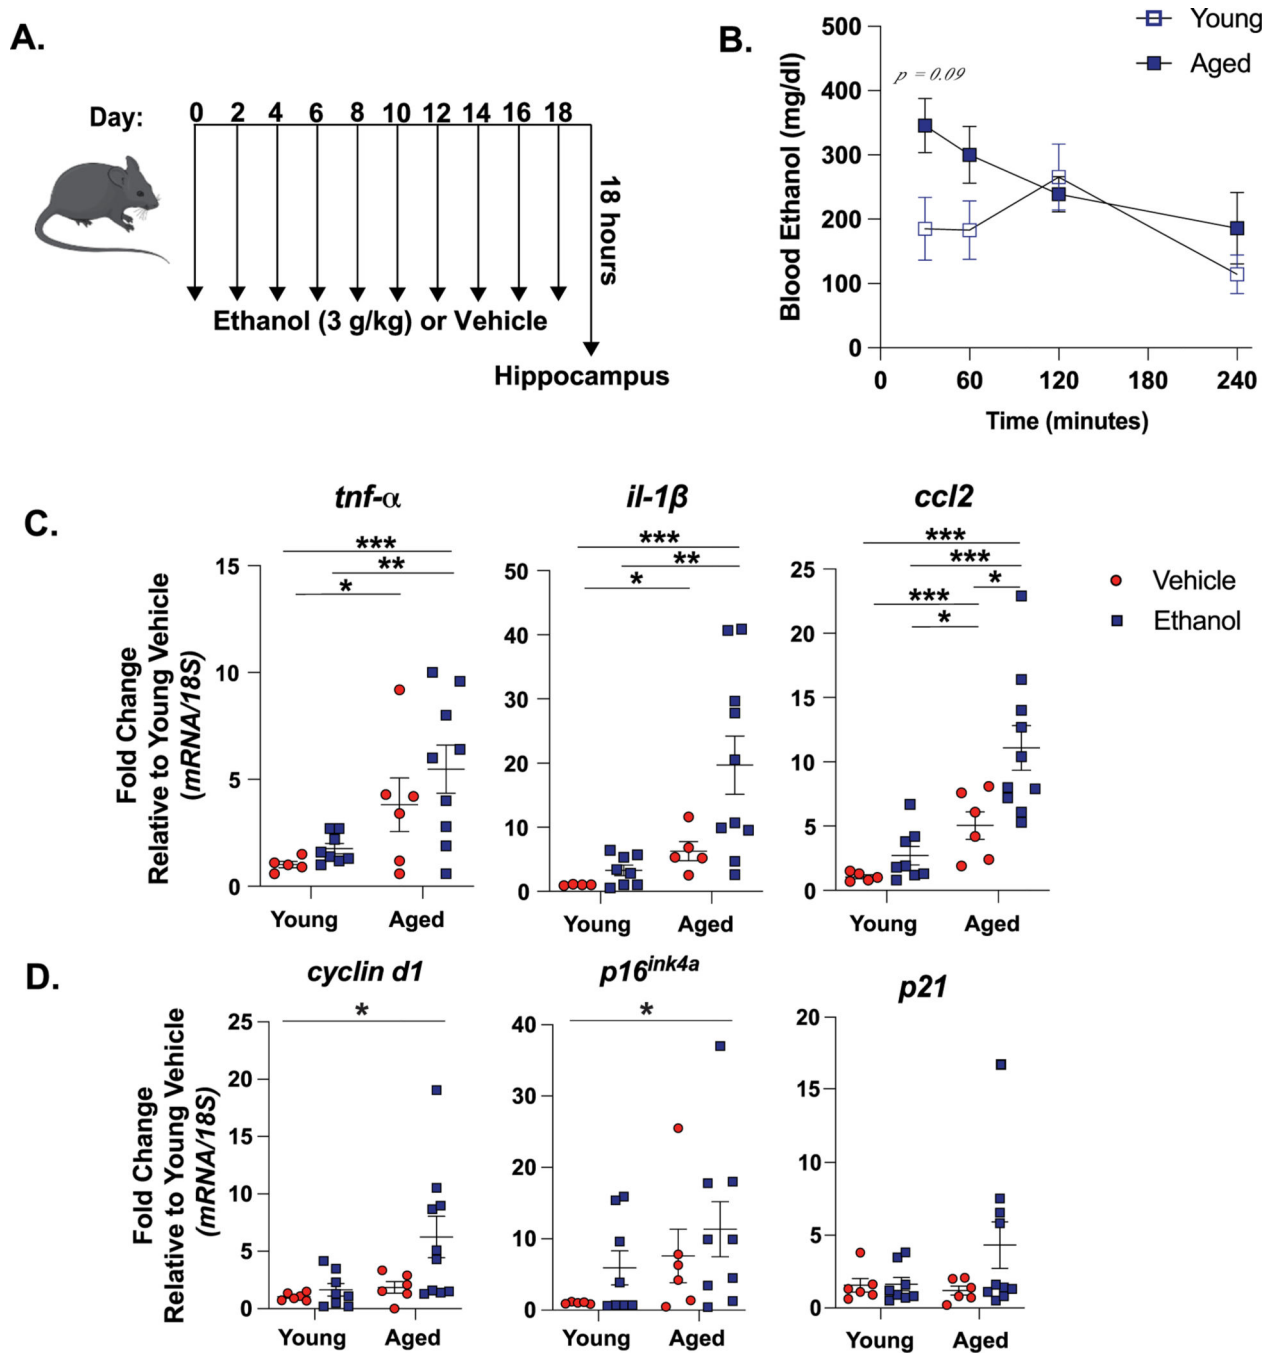 A.
Day:
0 2 4 6 8 10 12 14 16 18
18 hours
Ethanol (3 g/kg) or Vehicle
Hippocampus
B.
Young
Aged
p = 0.09
Blood Ethanol (mg/dl)
500
400
300
200
100
0
0 60 120 180 240
Time (minutes)
C.
Fold Change
Relative to Young Vehicle
(mRNA/18S)
tnf-α
***
**
*
15
10
5
0
Young Aged
il-1β
***
**
*
50
40
30
20
10
0
Young Aged
ccl2
***
***
*
***
*
25
20
15
10
5
0
Young Aged
Vehicle
Ethanol
D.
Fold Change
Relative to Young Vehicle
(mRNA/18S)
cyclin d1
*
25
20
15
10
5
0
Young Aged
p16ink4a
*
40
30
20
10
0
Young Aged
p21
20
15
10
5
0
Young Aged